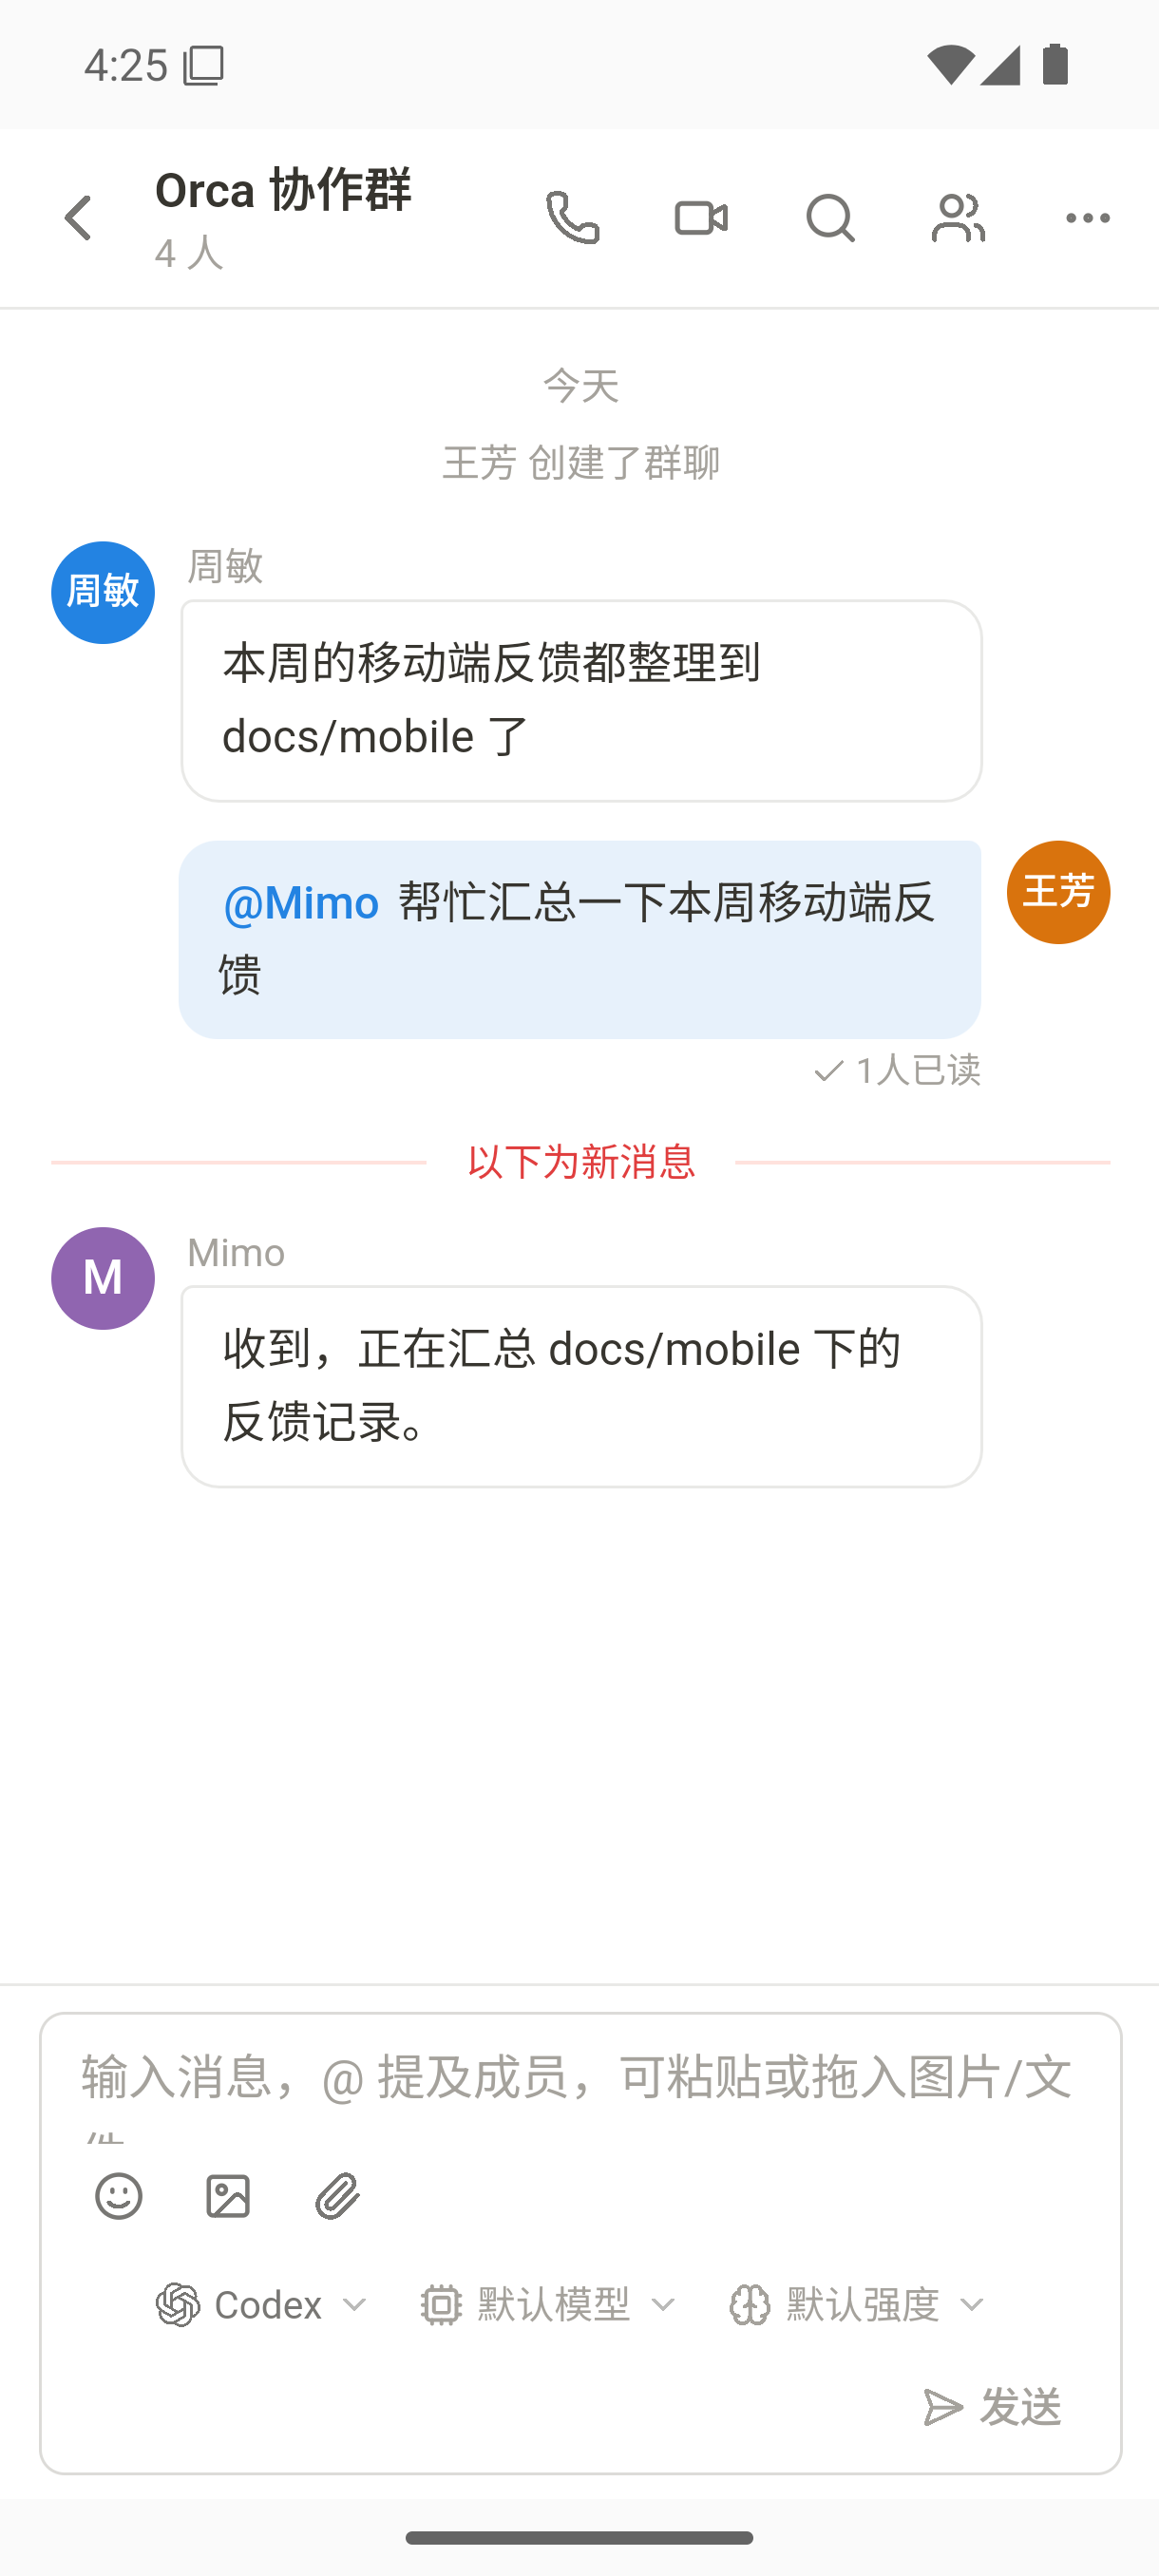 4:25
Orca 协作群
4 人
今天
王芳 创建了群聊
周敏
周敏
本周的移动端反馈都整理到
docs/mobile 了
@Mimo 帮忙汇总一下本周移动端反
馈
王芳
1人已读
以下为新消息
M
Mimo
收到，正在汇总 docs/mobile 下的
反馈记录。
输入消息，@ 提及成员，可粘贴或拖入图片/文
Codex
默认模型
默认强度
发送